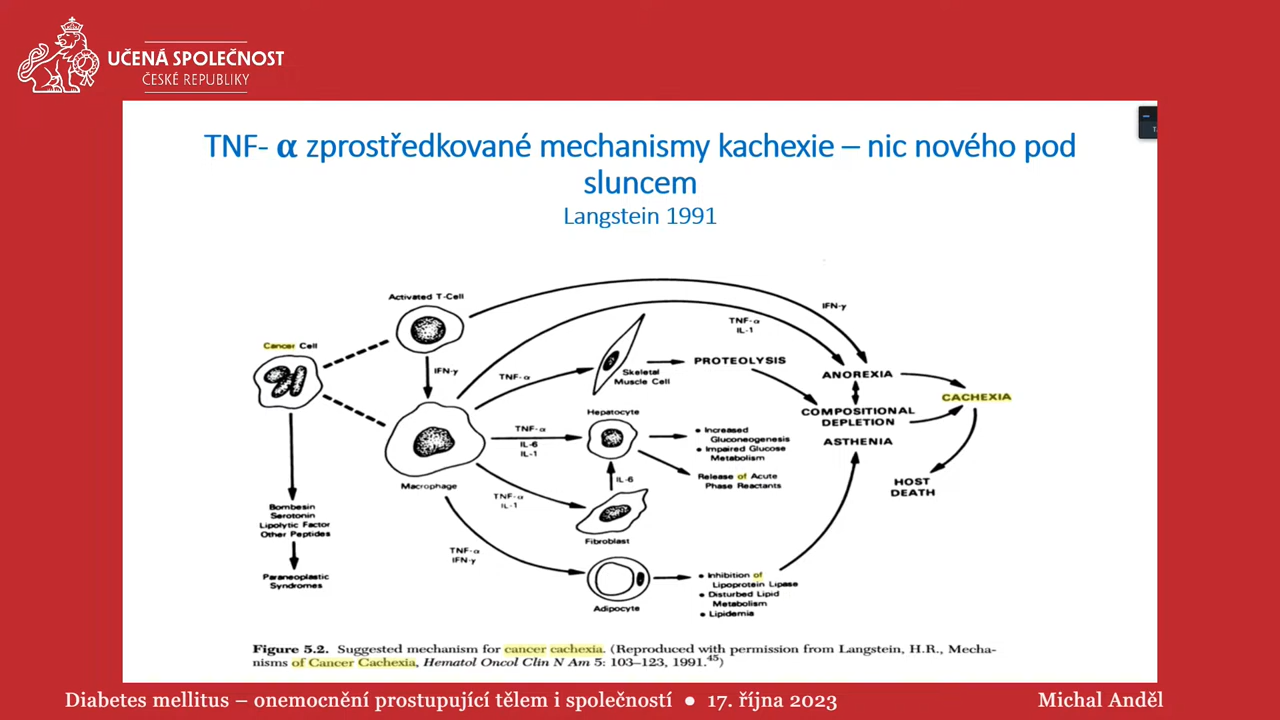 UČENÁ SPOLEČNOST
ČESKÉ REPUBLIKY
TNF- α zprostředkované mechanismy kachexie – nic nového pod
sluncem
Langstein 1991
Activated T-Cell
IFN-γ
TNF-α
IL-1
Cancer Cell
IFN-γ
TNF-α
Skeletal
Muscle Cell
PROTEOLYSIS
ANOREXIA
CACHEXIA
COMPOSITIONAL
DEPLETION
ASTHENIA
Hepatocyte
TNF-α
IL-6
IL-1
• Increased
Gluconeogenesis
• Impaired Glucose
Metabolism
Release of Acute
Phase Reactants
HOST
DEATH
Macrophage
IL-6
TNF-α
IL-1
Fibroblast
Bombesin
Serotonin
Lipolytic Factor
Other Peptides
TNF-α
IFN-γ
Paraneoplastic
Syndromes
Adipocyte
• Inhibition of
Lipoprotein Lipase
• Disturbed Lipid
Metabolism
• Lipidemia
Figure 5.2. Suggested mechanism for cancer cachexia. (Reproduced with permission from Langstein, H.R., Mecha-
nisms of Cancer Cachexia, Hematol Oncol Clin N Am 5: 103–123, 1991.45)
Diabetes mellitus – onemocnění prostupující tělem i společností ● 17. října 2023
Michal Anděl